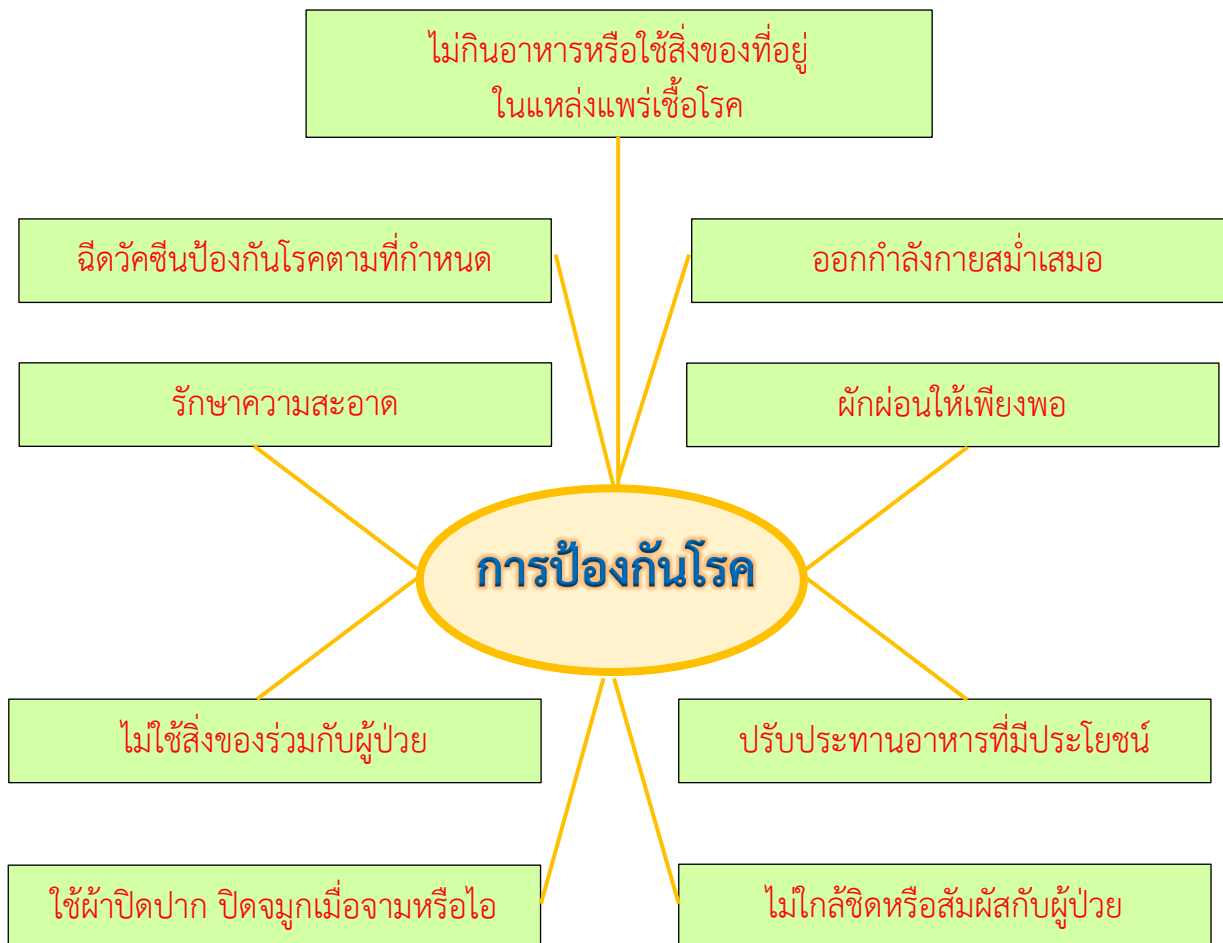 ไม่กินอาหารหรือใช้สิ่งของที่อยู่
ในแหล่งแพร่เชื้อโรค
ฉีดวัคซีนป้องกันโรคตามที่กำหนด
ออกกำลังกายสม่ำเสมอ
รักษาความสะอาด
ผักผ่อนให้เพียงพอ
การป้องกันโรค
ไม่ใช้สิ่งของร่วมกับผู้ป่วย
ปรับประทานอาหารที่มีประโยชน์
ใช้ผ้าปิดปาก ปิดจมูกเมื่อจามหรือไอ
ไม่ใกล้ชิดหรือสัมผัสกับผู้ป่วย